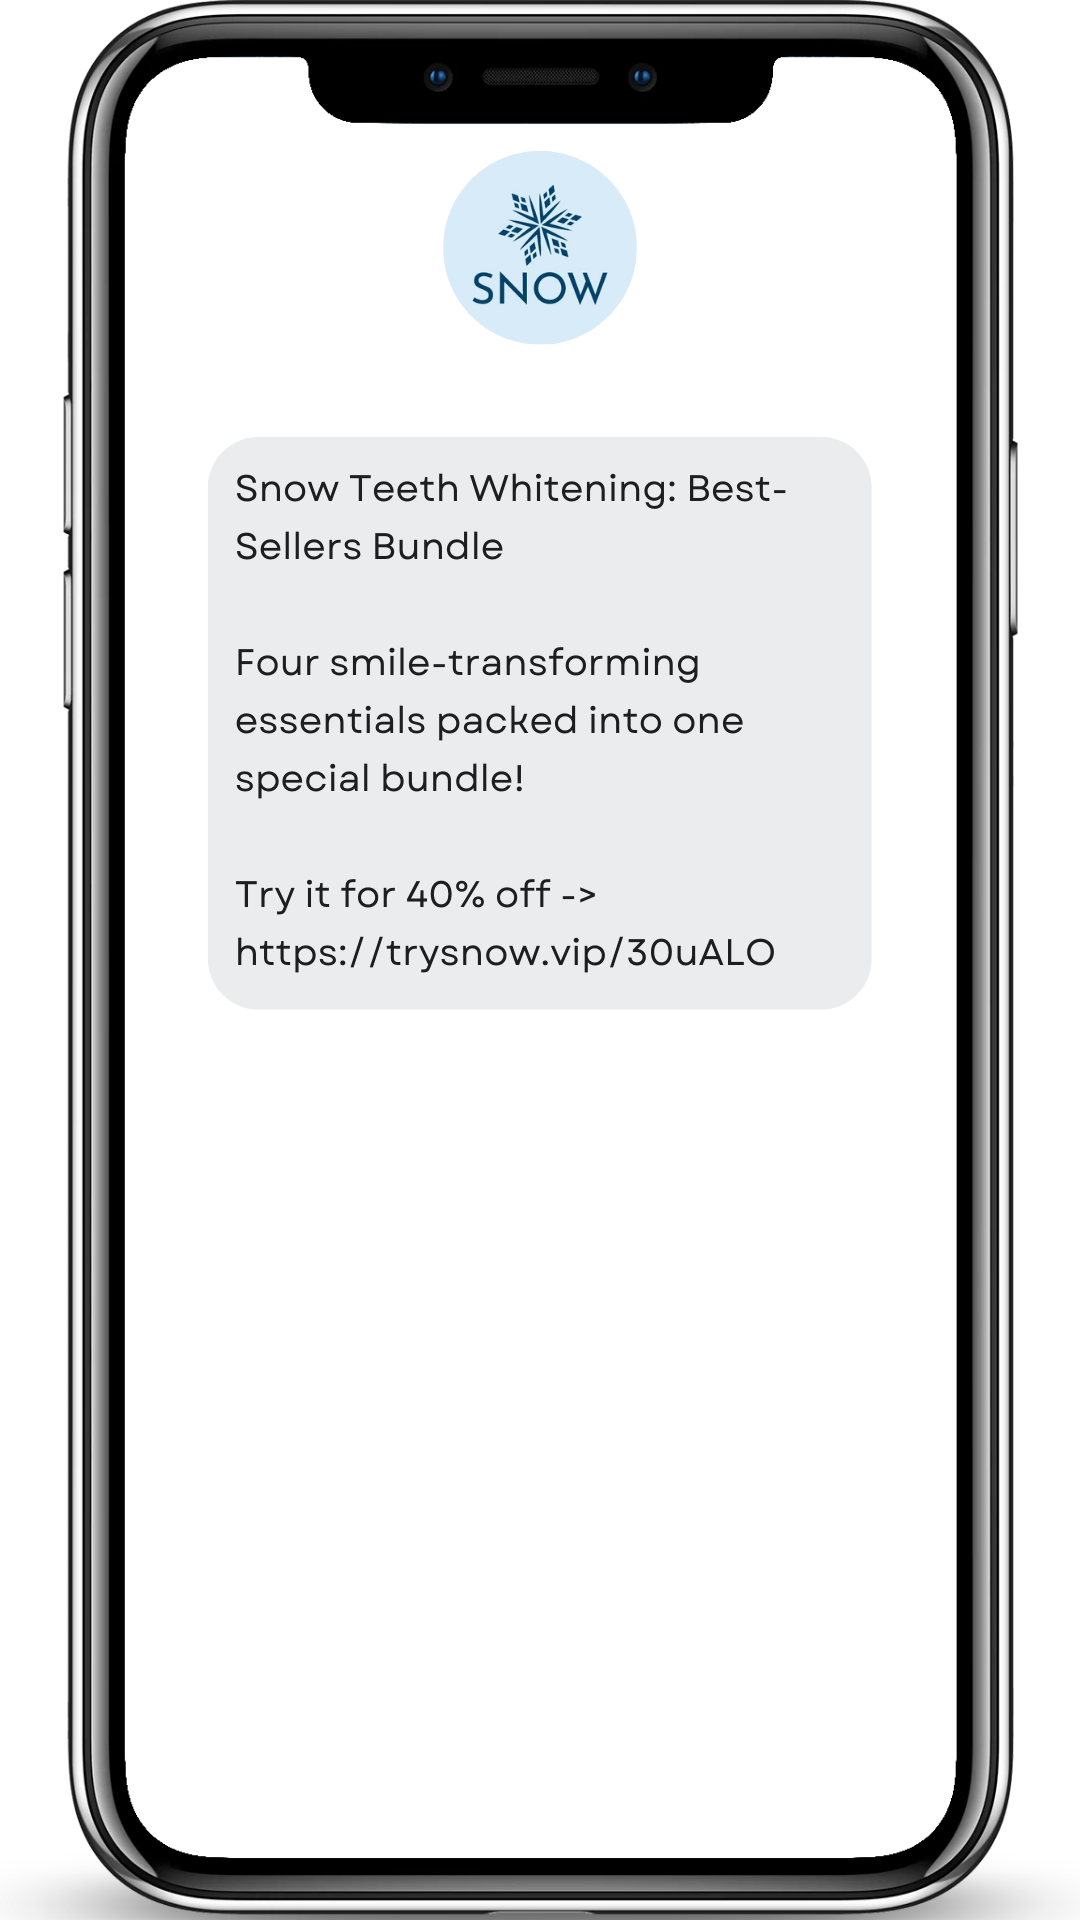 SNOW
Snow Teeth Whitening: Best-
Sellers Bundle
Four smile-transforming
essentials packed into one
special bundle!
Try it for 40% off ->
https://trysnow.vip/30uALO